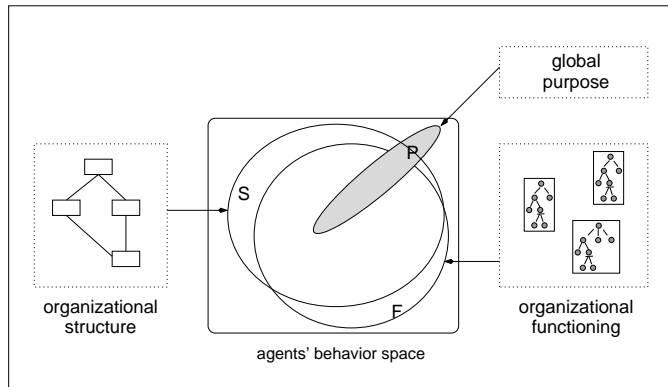 global
purpose
P
S
F
organizational
structure
organizational
functioning
agents' behavior space